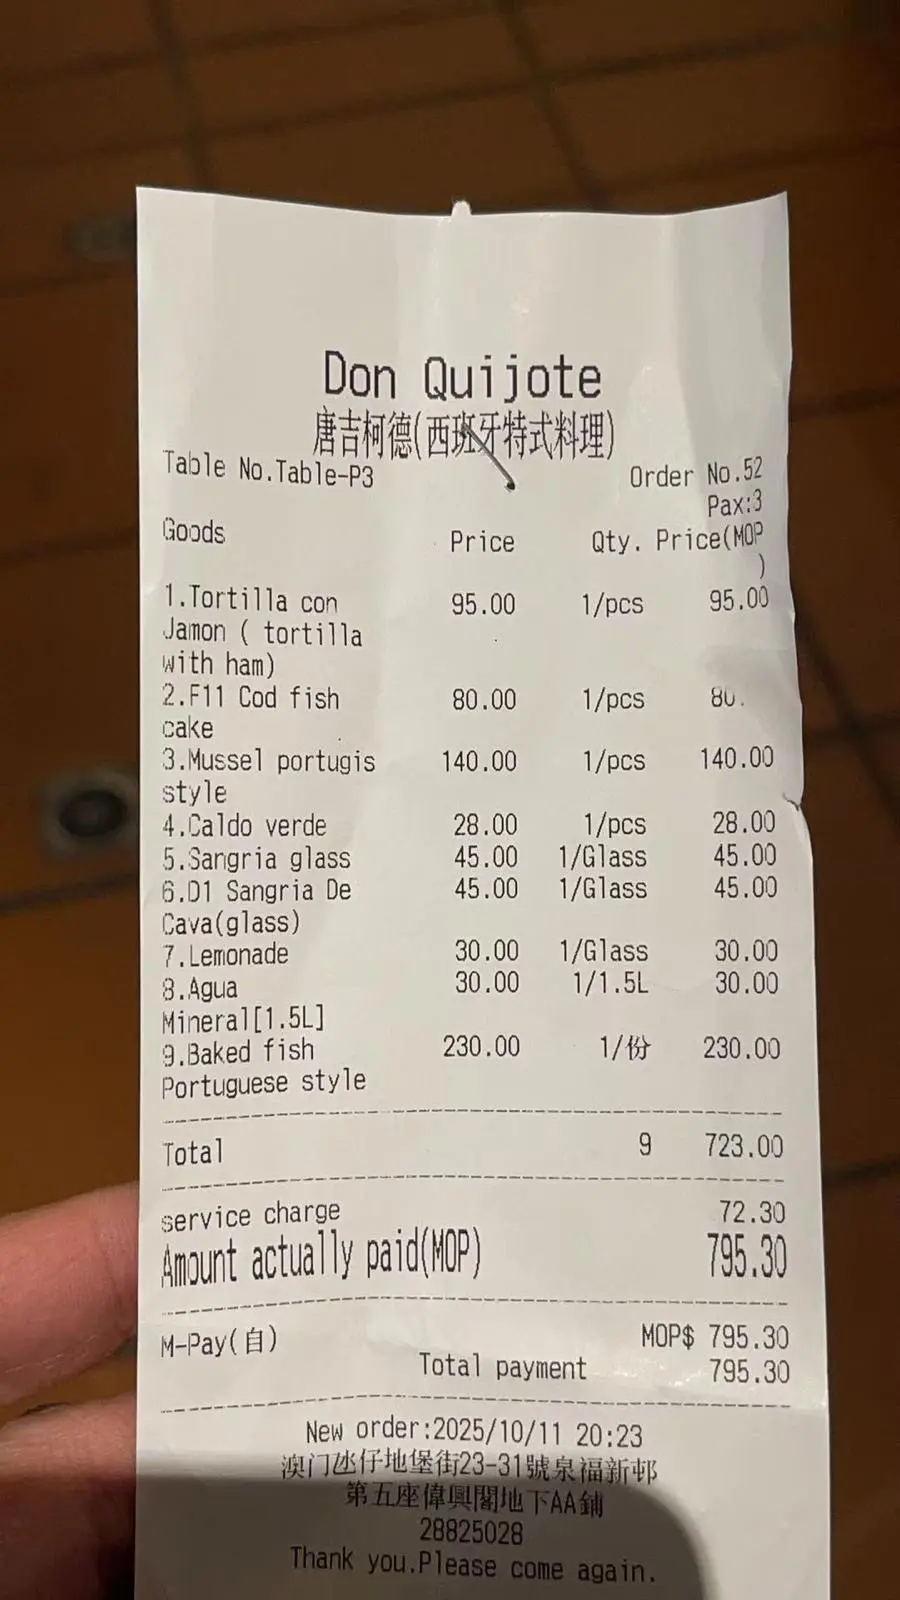 Don Quijote
唐吉柯德(西班牙特式料理)
Table No.Table-P3 Order No.52
Pax:3
Goods Price Qty. Price(MOP
)
1.Tortilla con 95.00 1/pcs 95.00
Jamon ( tortilla
with ham)
2.F11 Cod fish 80.00 1/pcs 80.
cake
3.Mussel portugis 140.00 1/pcs 140.00
style
4.Caldo verde 28.00 1/pcs 28.00
5.Sangria glass 45.00 1/Glass 45.00
6.D1 Sangria De 45.00 1/Glass 45.00
Cava(glass)
7.Lemonade 30.00 1/Glass 30.00
8.Agua 30.00 1/1.5L 30.00
Mineral[1.5L]
9.Baked fish 230.00 1/份 230.00
Portuguese style
Total 9 723.00
service charge 72.30
Amount actually paid(MOP) 795.30
M-Pay(自) MOP$ 795.30
Total payment 795.30
New order:2025/10/11 20:23
澳门氹仔地堡街23-31號泉福新邨
第五座偉興閣地下AA鋪
28825028
Thank you.Please come again.